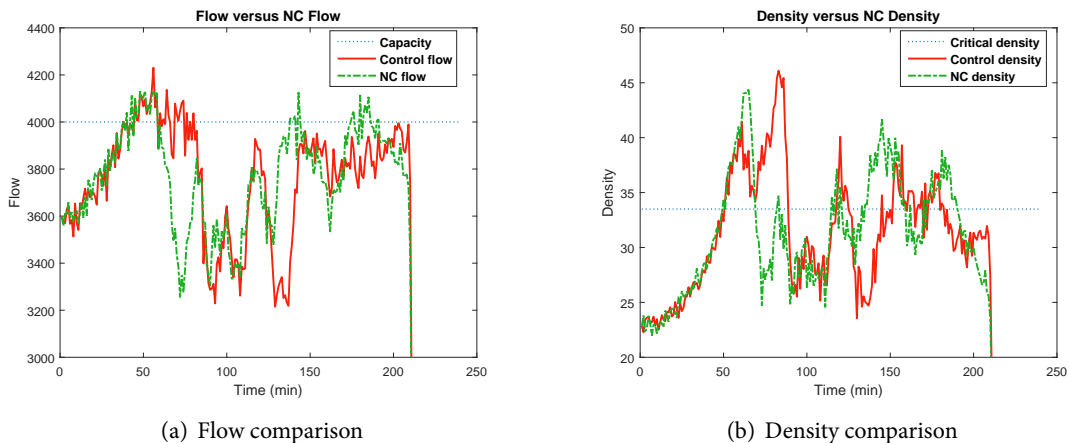 Flow versus NC Flow
4400
4200
4000
3800
3600
3400
3200
3000
Flow
Capacity
Control flow
NC flow
0 50 100 150 200 250
Time (min)
(a) Flow comparison
Density versus NC Density
50
45
40
35
30
25
20
Density
Critical density
Control density
NC density
0 50 100 150 200 250
Time (min)
(b) Density comparison